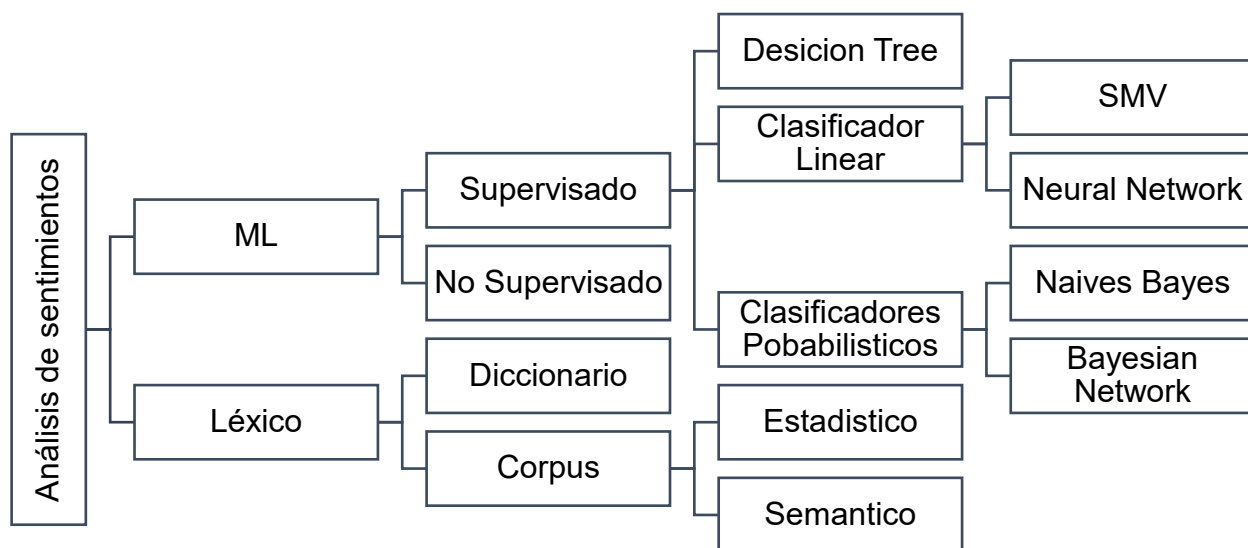 Análisis de sentimientos
ML
Supervisado
Desicion Tree
Clasificador
Linear
SMV
Neural Network
Clasificadores
Pobabilisticos
Naives Bayes
Bayesian
Network
No Supervisado
Léxico
Diccionario
Corpus
Estadistico
Semantico